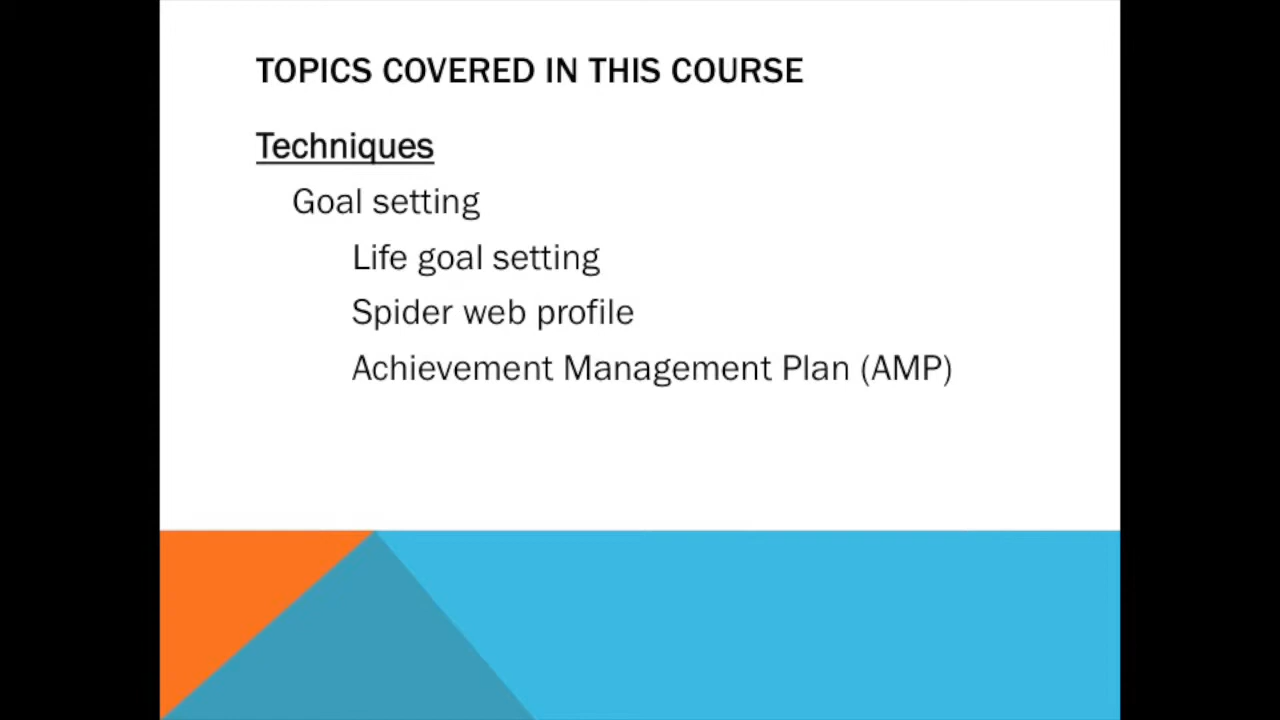 TOPICS COVERED IN THIS COURSE
Techniques
Goal setting
Life goal setting
Spider web profile
Achievement Management Plan (AMP)